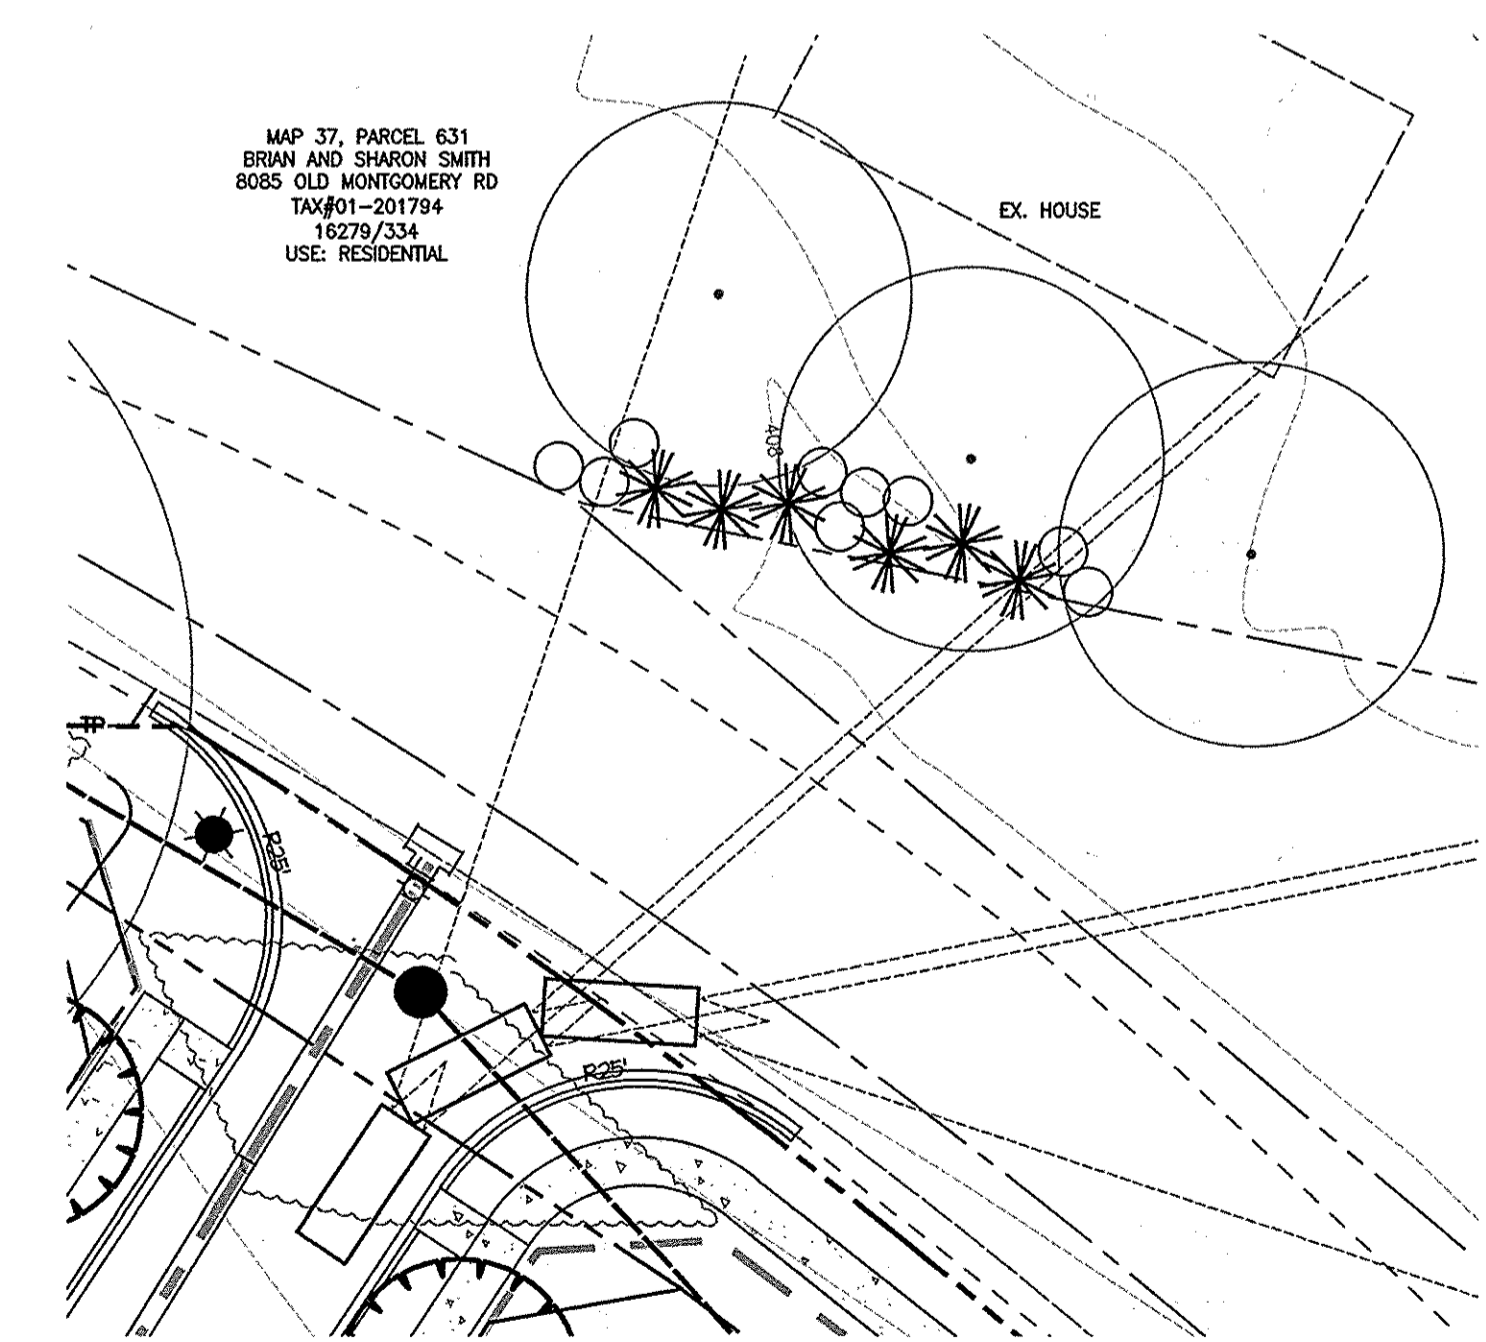 MAP 37, PARCEL 631
BRIAN AND SHARON SMITH
8085 OLD MONTGOMERY RD
TAX#01-201794
16279/334
USE: RESIDENTIAL
EX. HOUSE
408
TP
R25'
G
R25'